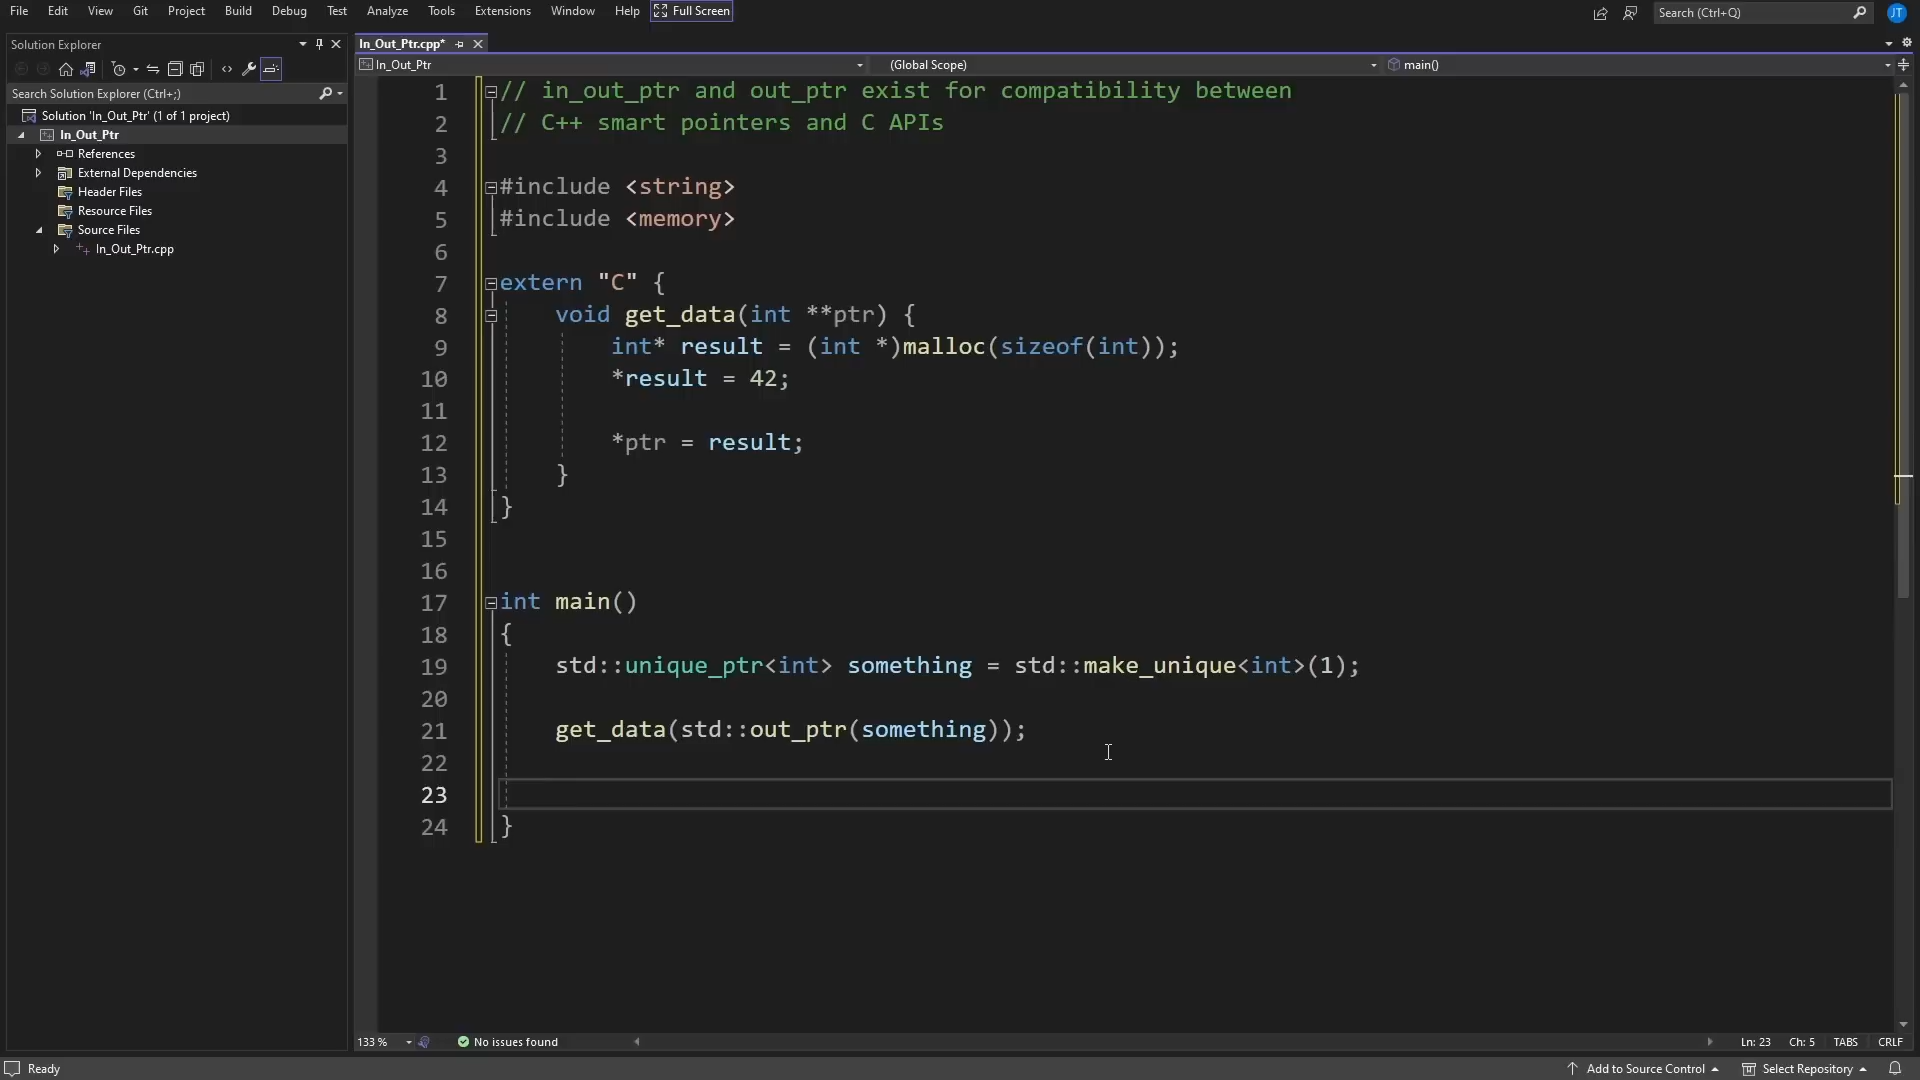 File Edit View Git Project Build Debug Test Analyze Tools Extensions Window Help Full Screen Search (Ctrl+Q) JT
Solution Explorer
In_Out_Ptr.cpp*
In_Out_Ptr (Global Scope) main()
Search Solution Explorer (Ctrl+;)
Solution 'In_Out_Ptr' (1 of 1 project)
In_Out_Ptr
References
External Dependencies
Header Files
Resource Files
Source Files
In_Out_Ptr.cpp
1 // in_out_ptr and out_ptr exist for compatibility between
2 // C++ smart pointers and C APIs
3
4 #include <string>
5 #include <memory>
6
7 extern "C" {
8 void get_data(int **ptr) {
9 int* result = (int *)malloc(sizeof(int));
10 *result = 42;
11
12 *ptr = result;
13 }
14 }
15
16
17 int main()
18 {
19 std::unique_ptr<int> something = std::make_unique<int>(1);
20
21 get_data(std::out_ptr(something));
22
23
24 }
133 % No issues found Ln: 23 Ch: 5 TABS CRLF
Ready Add to Source Control Select Repository